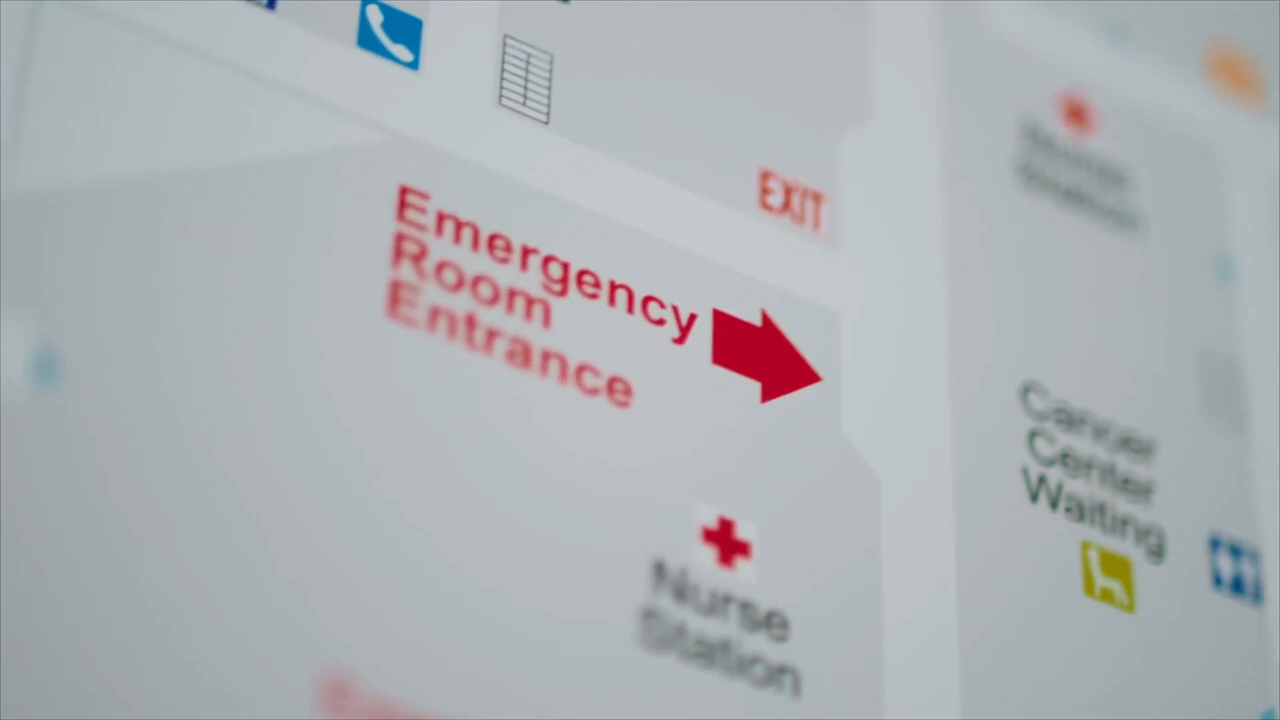 EXIT
Emergency
Room
Entrance
Nurse
Station
Cancer
Center
Waiting